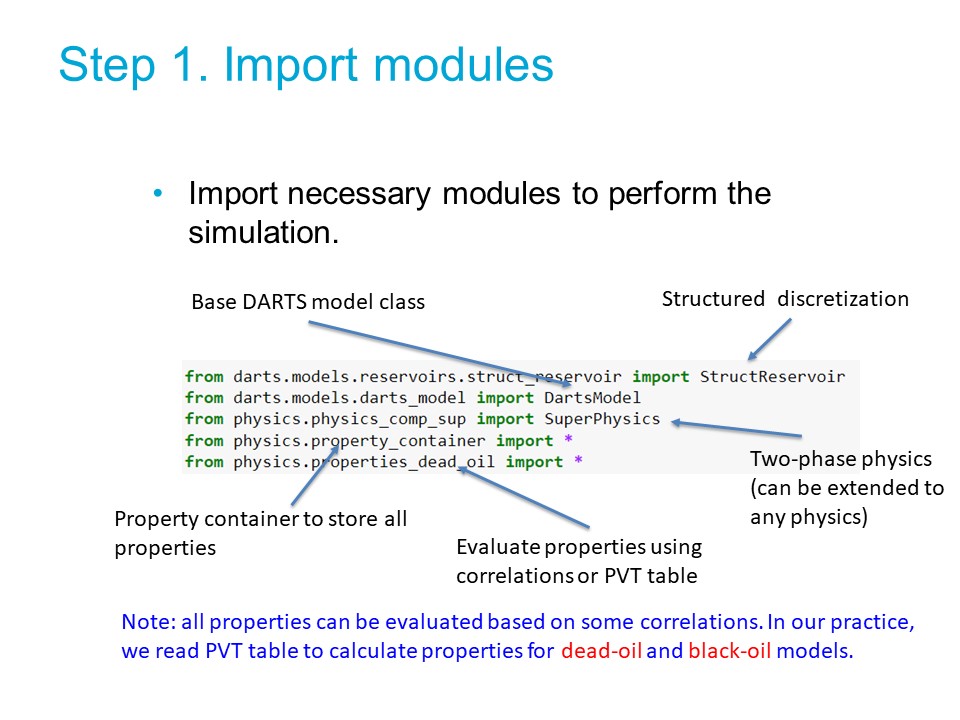 Step 1. Import modules
• Import necessary modules to perform the
simulation.
Base DARTS model class
Structured discretization
from darts.models.reservoirs.struct_reservoir import StructReservoir
from darts.models.darts_model import DartsModel
from physics.physics_comp_sup import SuperPhysics
from physics.property_container import *
from physics.properties_dead_oil import *
Two-phase physics
(can be extended to
any physics)
Property container to store all
properties
Evaluate properties using
correlations or PVT table
Note: all properties can be evaluated based on some correlations. In our practice,
we read PVT table to calculate properties for dead-oil and black-oil models.